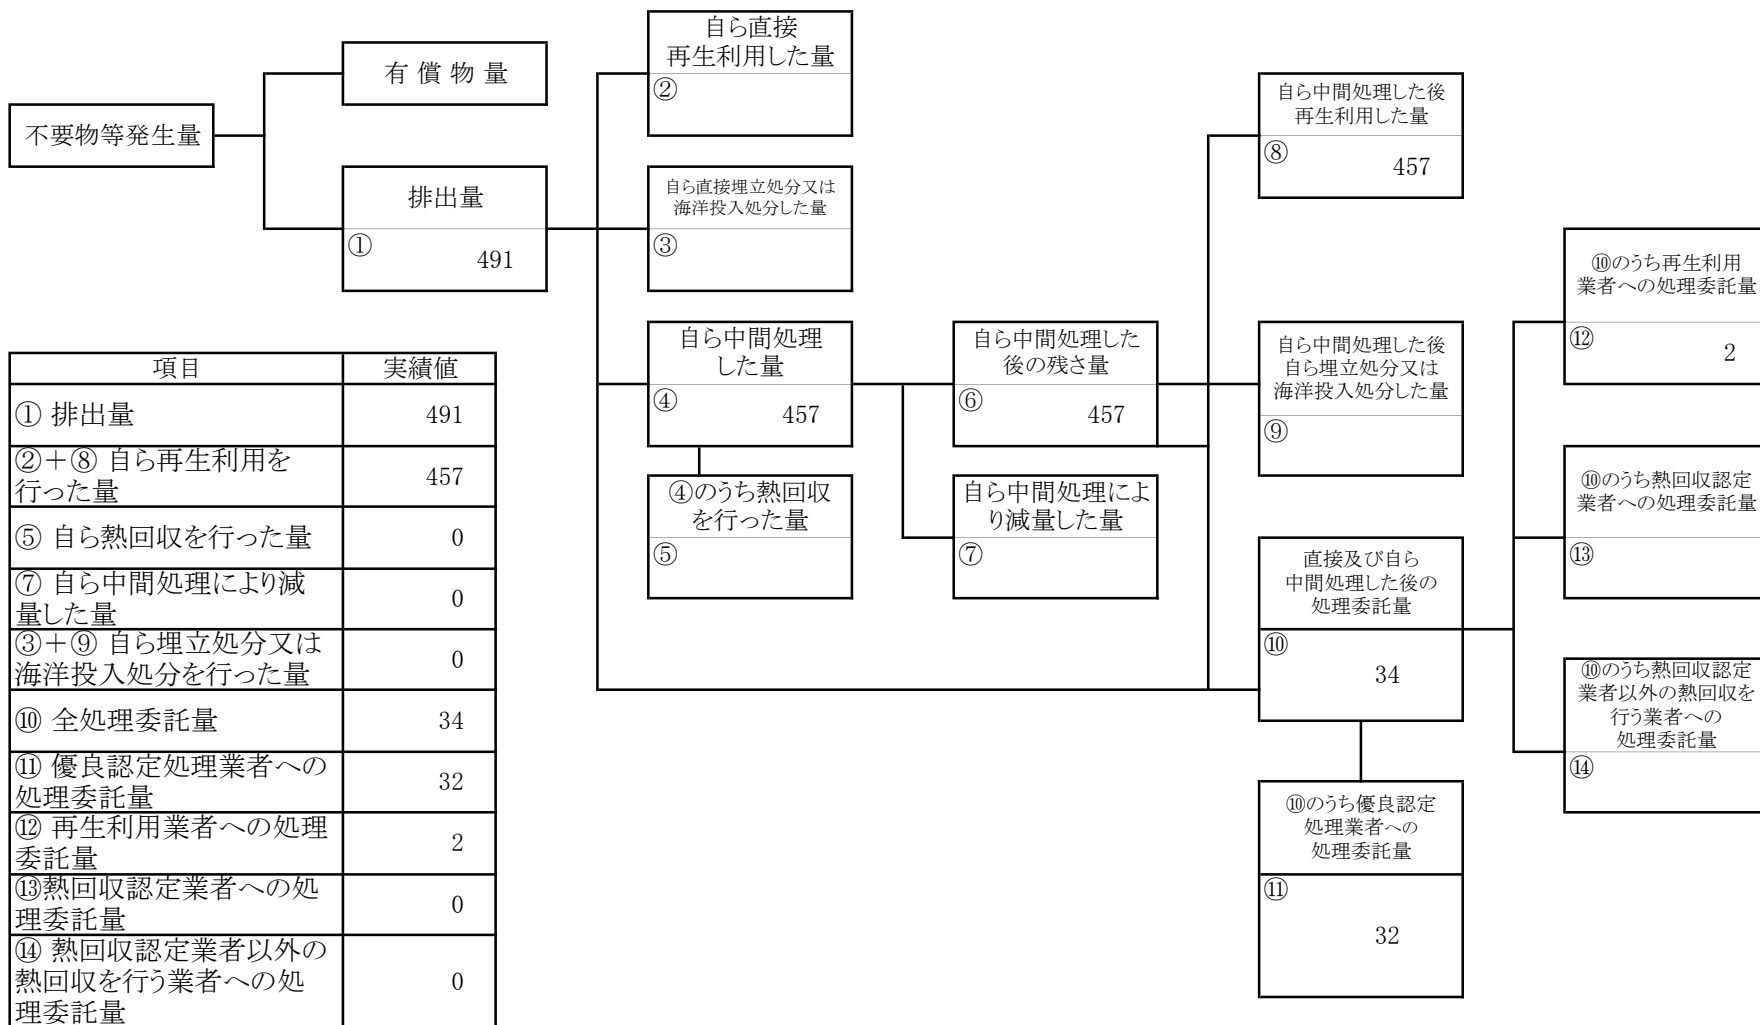 不要物等発生量
有 償 物 量
排出量
①
491
自ら直接
再生利用した量
②
自ら直接埋立処分又は
海洋投入処分した量
③
自ら中間処理
した量
④
457
④のうち熱回収
を行った量
⑤
自ら中間処理した
後の残さ量
⑥
457
自ら中間処理によ
り減量した量
⑦
自ら中間処理した後
再生利用した量
⑧
457
自ら中間処理した後
自ら埋立処分又は
海洋投入処分した量
⑨
直接及び自ら
中間処理した後の
処理委託量
⑩
34
⑩のうち優良認定
処理業者への
処理委託量
⑪
32
⑩のうち再生利用
業者への処理委託量
⑫
2
⑩のうち熱回収認定
業者への処理委託量
⑬
⑩のうち熱回収認定
業者以外の熱回収を
行う業者への
処理委託量
⑭
項目 実績値
① 排出量 491
②＋⑧ 自ら再生利用を
行った量 457
⑤ 自ら熱回収を行った量 0
⑦ 自ら中間処理により減
量した量 0
③＋⑨ 自ら埋立処分又は
海洋投入処分を行った量 0
⑩ 全処理委託量 34
⑪ 優良認定処理業者への
処理委託量 32
⑫ 再生利用業者への処理
委託量 2
⑬熱回収認定業者への処
理委託量 0
⑭ 熱回収認定業者以外の
熱回収を行う業者への処 0
理委託量